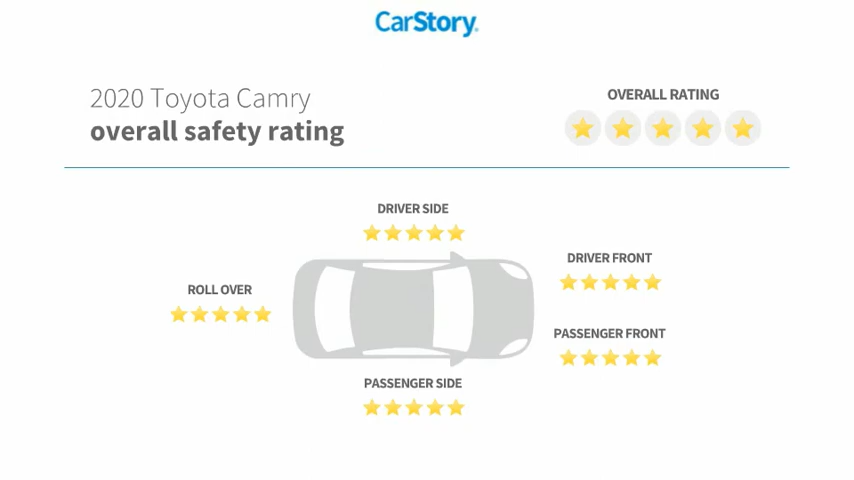 CarStory.
2020 Toyota Camry
overall safety rating
OVERALL RATING
DRIVER SIDE
DRIVER FRONT
ROLL OVER
PASSENGER FRONT
PASSENGER SIDE